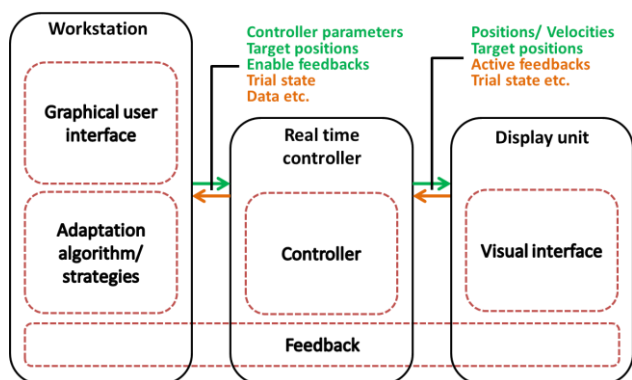 Workstation
Graphical user
interface
Adaptation
algorithm/
strategies
Controller parameters
Target positions
Enable feedbacks
Trial state
Data etc.
Real time
controller
Controller
Positions/ Velocities
Target positions
Active feedbacks
Trial state etc.
Display unit
Visual interface
Feedback